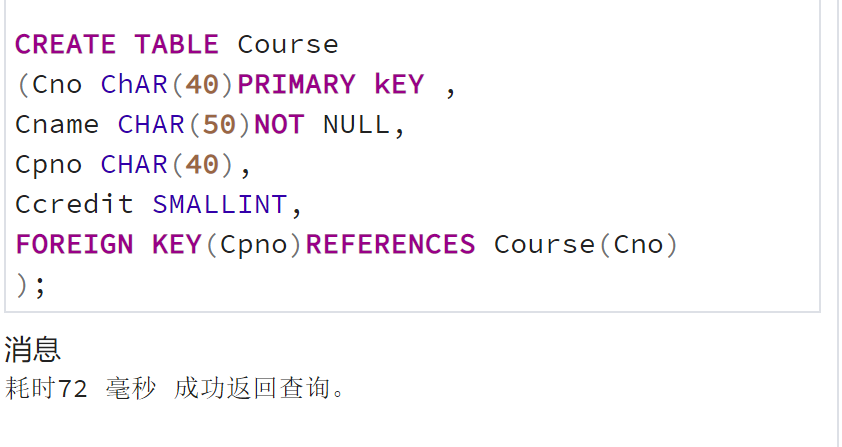 CREATE TABLE Course
(Cno ChAR(40)PRIMARY kEY ,
Cname CHAR(50)NOT NULL,
Cpno CHAR(40),
Ccredit SMALLINT,
FOREIGN KEY(Cpno)REFERENCES Course(Cno)
);
消息
耗时72 毫秒 成功返回查询。